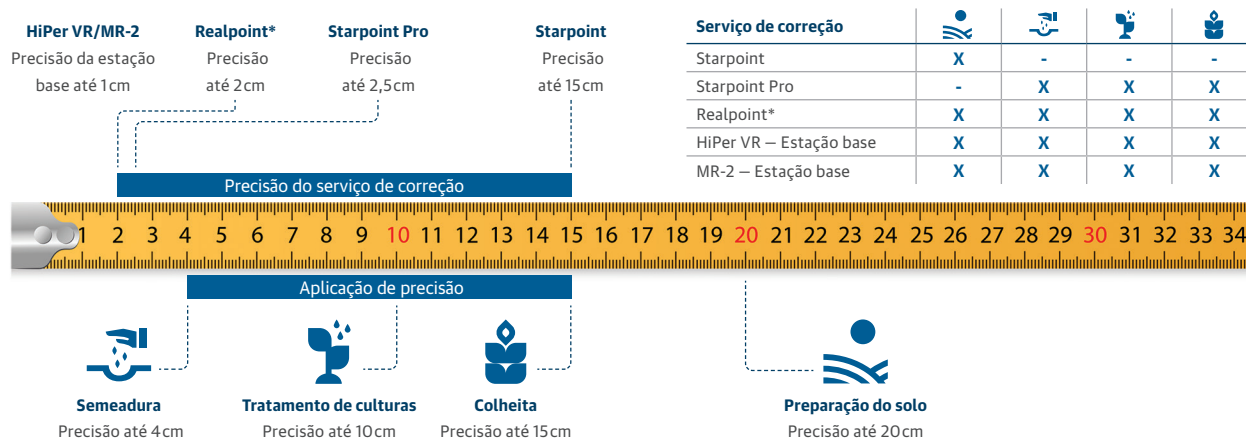 HiPer VR/MR-2
Precisão da estação
base até 1 cm
Realpoint*
Precisão
até 2 cm
Starpoint Pro
Precisão
até 2,5 cm
Starpoint
Precisão
até 15 cm
Serviço de correção
Starpoint X - - -
Starpoint Pro - X X X
Realpoint* X X X X
HiPer VR — Estação base X X X X
MR-2 — Estação base X X X X
Precisão do serviço de correção
1 2 3 4 5 6 7 8 9 10 11 12 13 14 15 16 17 18 19 20 21 22 23 24 25 26 27 28 29 30 31 32 33 34
Aplicação de precisão
Semeadura
Precisão até 4 cm
Tratamento de culturas
Precisão até 10 cm
Colheita
Precisão até 15 cm
Preparação do solo
Precisão até 20 cm